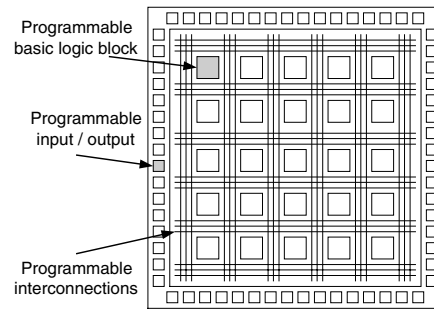 Programmable
basic logic block
Programmable
input / output
Programmable
interconnections